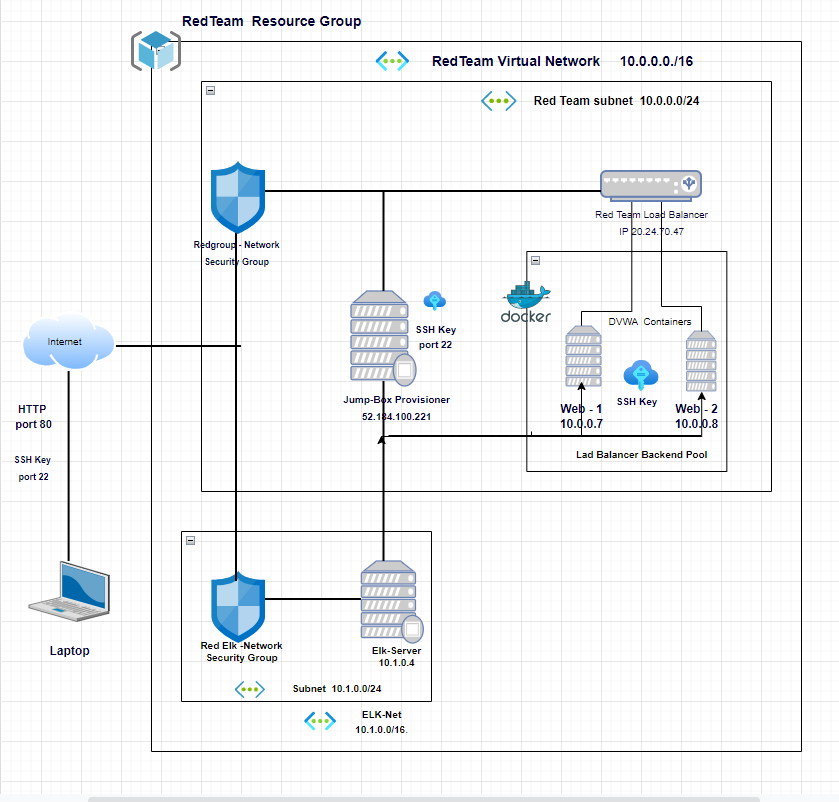 RedTeam Resource Group
RedTeam Virtual Network 10.0.0.0./16
Red Team subnet 10.0.0.0/24
Red Team Load Balancer
IP 20.24.70.47
Redgroup - Network
Security Group
docker
SSH Key
port 22
DVWA Containers
Internet
Jump-Box Provisioner
52.184.100.221
SSH Key
Web - 1
10.0.0.7
Web - 2
10.0.0.8
HTTP
port 80
SSH Key
port 22
Lad Balancer Backend Pool
Laptop
Red Elk -Network
Security Group
Elk-Server
10.1.0.4
Subnet 10.1.0.0/24
ELK-Net
10.1.0.0/16.